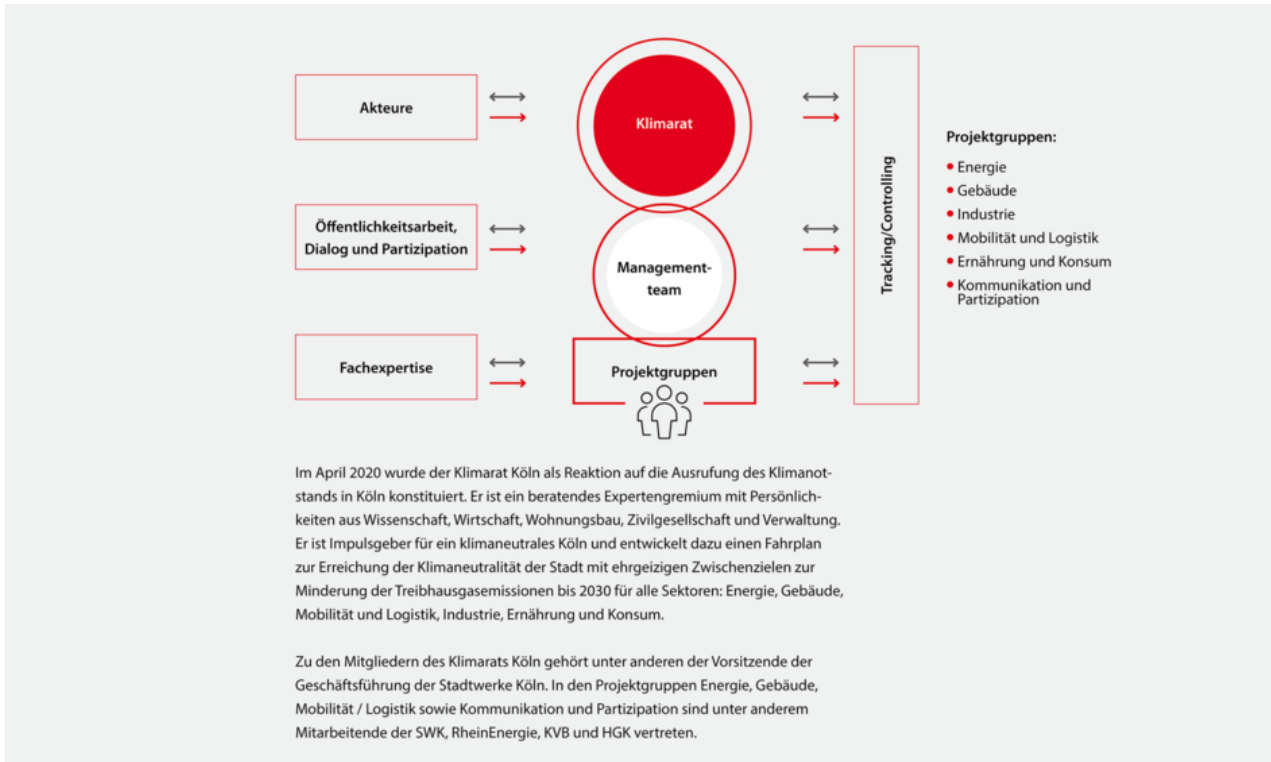 Akteure
Klimarat
Öffentlichkeitsarbeit,
Dialog und Partizipation
Management-
team
Fachexpertise
Projektgruppen
Tracking/Controlling
Projektgruppen:
• Energie
• Gebäude
• Industrie
• Mobilität und Logistik
• Ernährung und Konsum
• Kommunikation und
Partizipation
Im April 2020 wurde der Klimarat Köln als Reaktion auf die Ausrufung des Klimanot-
stands in Köln konstituiert. Er ist ein beratendes Expertengremium mit Persönlich-
keiten aus Wissenschaft, Wirtschaft, Wohnungsbau, Zivilgesellschaft und Verwaltung.
Er ist Impulsgeber für ein klimaneutrales Köln und entwickelt dazu einen Fahrplan
zur Erreichung der Klimaneutralität der Stadt mit ehrgeizigen Zwischenzielen zur
Minderung der Treibhausgasemissionen bis 2030 für alle Sektoren: Energie, Gebäude,
Mobilität und Logistik, Industrie, Ernährung und Konsum.
Zu den Mitgliedern des Klimarats Köln gehört unter anderen der Vorsitzende der
Geschäftsführung der Stadtwerke Köln. In den Projektgruppen Energie, Gebäude,
Mobilität / Logistik sowie Kommunikation und Partizipation sind unter anderem
Mitarbeitende der SWK, RheinEnergie, KVB und HGK vertreten.